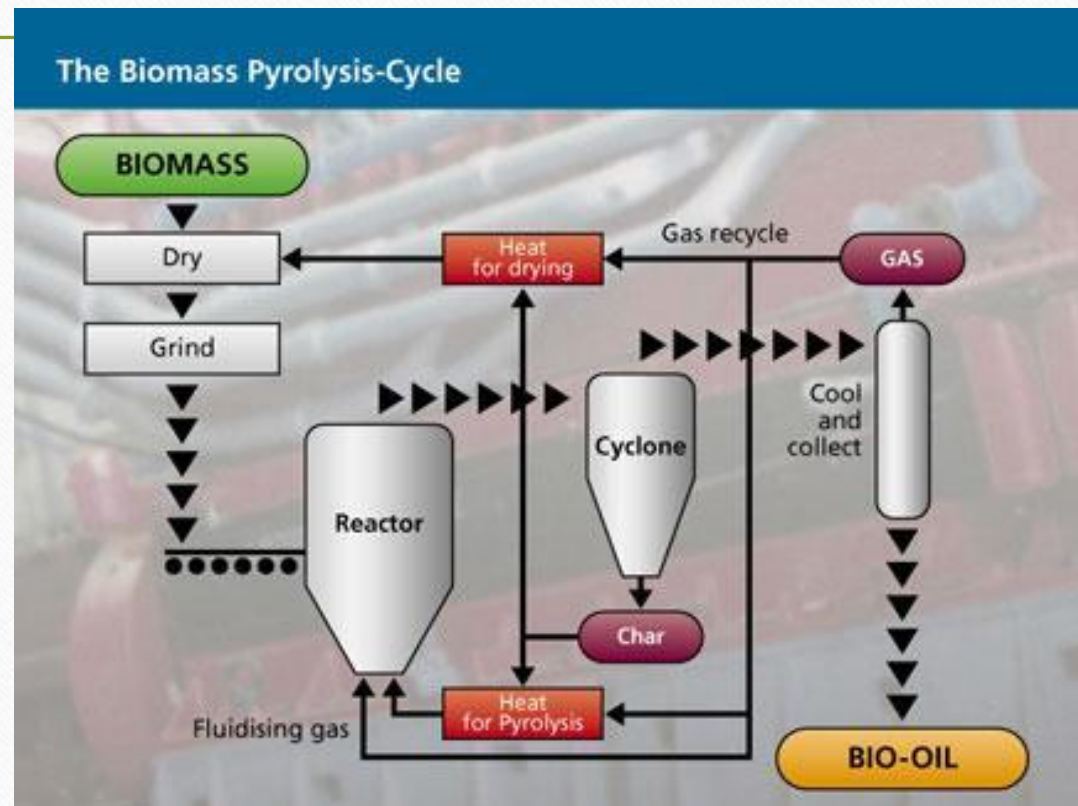 The Biomass Pyrolysis-Cycle
BIOMASS
Dry
Heat
for drying
Gas recycle
GAS
Grind
Cool
and
collect
Cyclone
Reactor
Char
Heat
for Pyrolysis
Fluidising gas
BIO-OIL